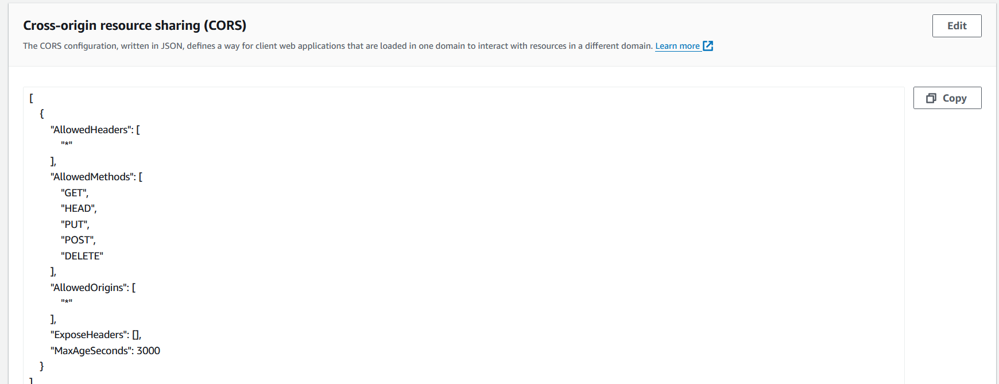 Cross-origin resource sharing (CORS)
Edit
The CORS configuration, written in JSON, defines a way for client web applications that are loaded in one domain to interact with resources in a different domain. Learn more
Copy
[
{
"AllowedHeaders": [
"*"
],
"AllowedMethods": [
"GET",
"HEAD",
"PUT",
"POST",
"DELETE"
],
"AllowedOrigins": [
"*"
],
"ExposeHeaders": [],
"MaxAgeSeconds": 3000
}
]